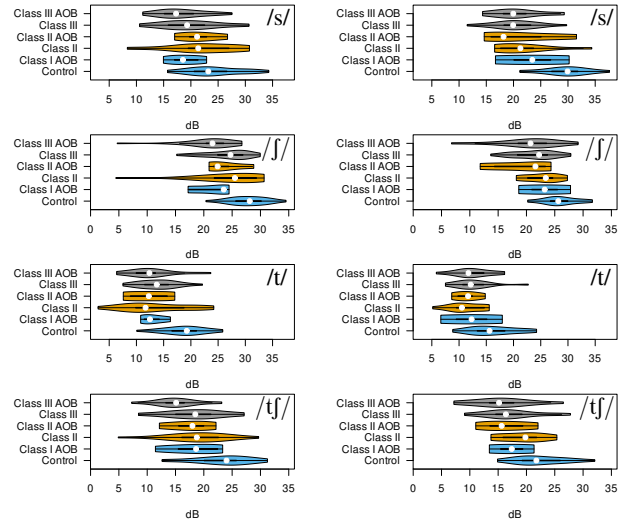 /s/
Class III AOB
Class III
Class II AOB
Class II
Class I AOB
Control
5 10 15 20 25 30 35
dB
/s/
Class III AOB
Class III
Class II AOB
Class II
Class I AOB
Control
5 10 15 20 25 30 35
dB
/ʃ/
Class III AOB
Class III
Class II AOB
Class II
Class I AOB
Control
0 5 10 15 20 25 30 35
dB
/ʃ/
Class III AOB
Class III
Class II AOB
Class II
Class I AOB
Control
0 5 10 15 20 25 30 35
dB
/t/
Class III AOB
Class III
Class II AOB
Class II
Class I AOB
Control
0 5 10 15 20 25 30 35
dB
/t/
Class III AOB
Class III
Class II AOB
Class II
Class I AOB
Control
5 10 15 20 25 30 35
dB
/tʃ/
Class III AOB
Class III
Class II AOB
Class II
Class I AOB
Control
0 5 10 15 20 25 30 35
dB
/tʃ/
Class III AOB
Class III
Class II AOB
Class II
Class I AOB
Control
0 5 10 15 20 25 30 35
dB